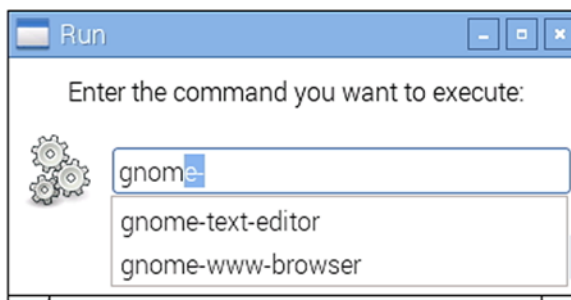 Run
Enter the command you want to execute:
gnome-
gnome-text-editor
gnome-www-browser